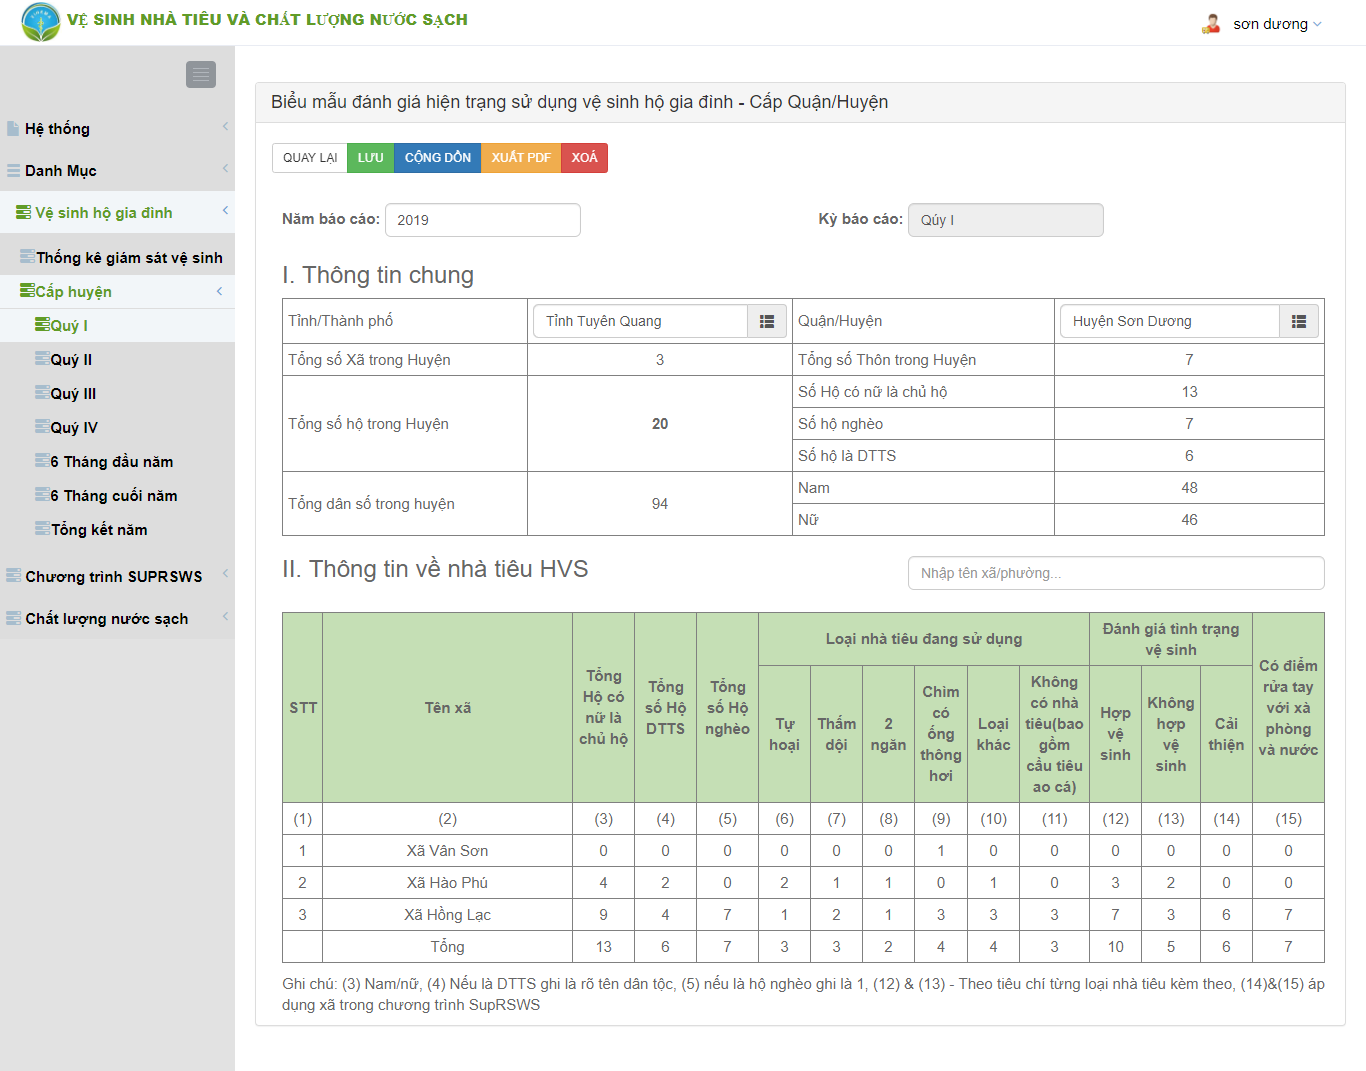 VỆ SINH NHÀ TIÊU VÀ CHẤT LƯỢNG NƯỚC SẠCH
sơn dương
Hệ thống
Danh Mục
Vệ sinh hộ gia đình
Thống kê giám sát vệ sinh
Cấp huyện
Quý I
Quý II
Quý III
Quý IV
6 Tháng đầu năm
6 Tháng cuối năm
Tổng kết năm
Chương trình SUPRSWS
Chất lượng nước sạch
Biểu mẫu đánh giá hiện trạng sử dụng vệ sinh hộ gia đình - Cấp Quận/Huyện
QUAY LẠI LƯU CỘNG DỒN XUẤT PDF XOÁ
Năm báo cáo: 2019 Kỳ báo cáo: Qúy I
I. Thông tin chung
Tỉnh/Thành phố Tỉnh Tuyên Quang Quận/Huyện Huyện Sơn Dương
Tổng số Xã trong Huyện 3 Tổng số Thôn trong Huyện 7
Số Hộ có nữ là chủ hộ 13
Tổng số hộ trong Huyện 20 Số hộ nghèo 7
Số hộ là DTTS 6
Tổng dân số trong huyện 94 Nam 48
Nữ 46
II. Thông tin về nhà tiêu HVS Nhập tên xã/phường...
STT
Tên xã
Tổng
Hộ có
nữ là
chủ hộ
Tổng
số Hộ
DTTS
Tổng
số Hộ
nghèo
Loại nhà tiêu đang sử dụng
Tự
hoại
Thấm
dội
2
ngăn
Chìm
có
ống
thông
hơi
Loại
khác
Không
có nhà
tiêu(bao
gồm
cầu tiêu
ao cá)
Đánh giá tình trạng
vệ sinh
Hợp
vệ
sinh
Không
hợp
vệ
sinh
Cải
thiện
Có điểm
rửa tay
với xà
phòng
và nước
(1) (2) (3) (4) (5) (6) (7) (8) (9) (10) (11) (12) (13) (14) (15)
1 Xã Vân Sơn 0 0 0 0 0 0 1 0 0 0 0 0 0
2 Xã Hào Phú 4 2 0 2 1 1 0 1 0 3 2 0 0
3 Xã Hồng Lạc 9 4 7 1 2 1 3 3 3 7 3 6 7
Tổng 13 6 7 3 3 2 4 4 3 10 5 6 7
Ghi chú: (3) Nam/nữ, (4) Nếu là DTTS ghi là rõ tên dân tộc, (5) nếu là hộ nghèo ghi là 1, (12) & (13) - Theo tiêu chí từng loại nhà tiêu kèm theo, (14)&(15) áp
dụng xã trong chương trình SupRSWS